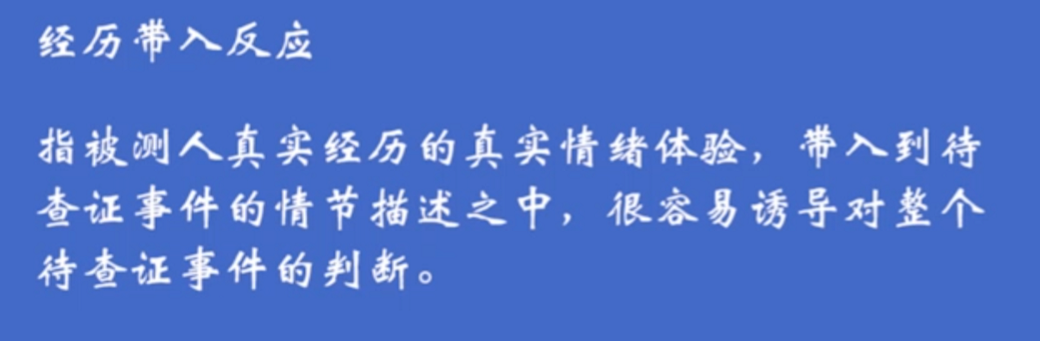 经历带入反应
指被测人真实经历的真实情绪体验，带入到待
查证事件的情节描述之中，很容易诱导对整个
待查证事件的判断。